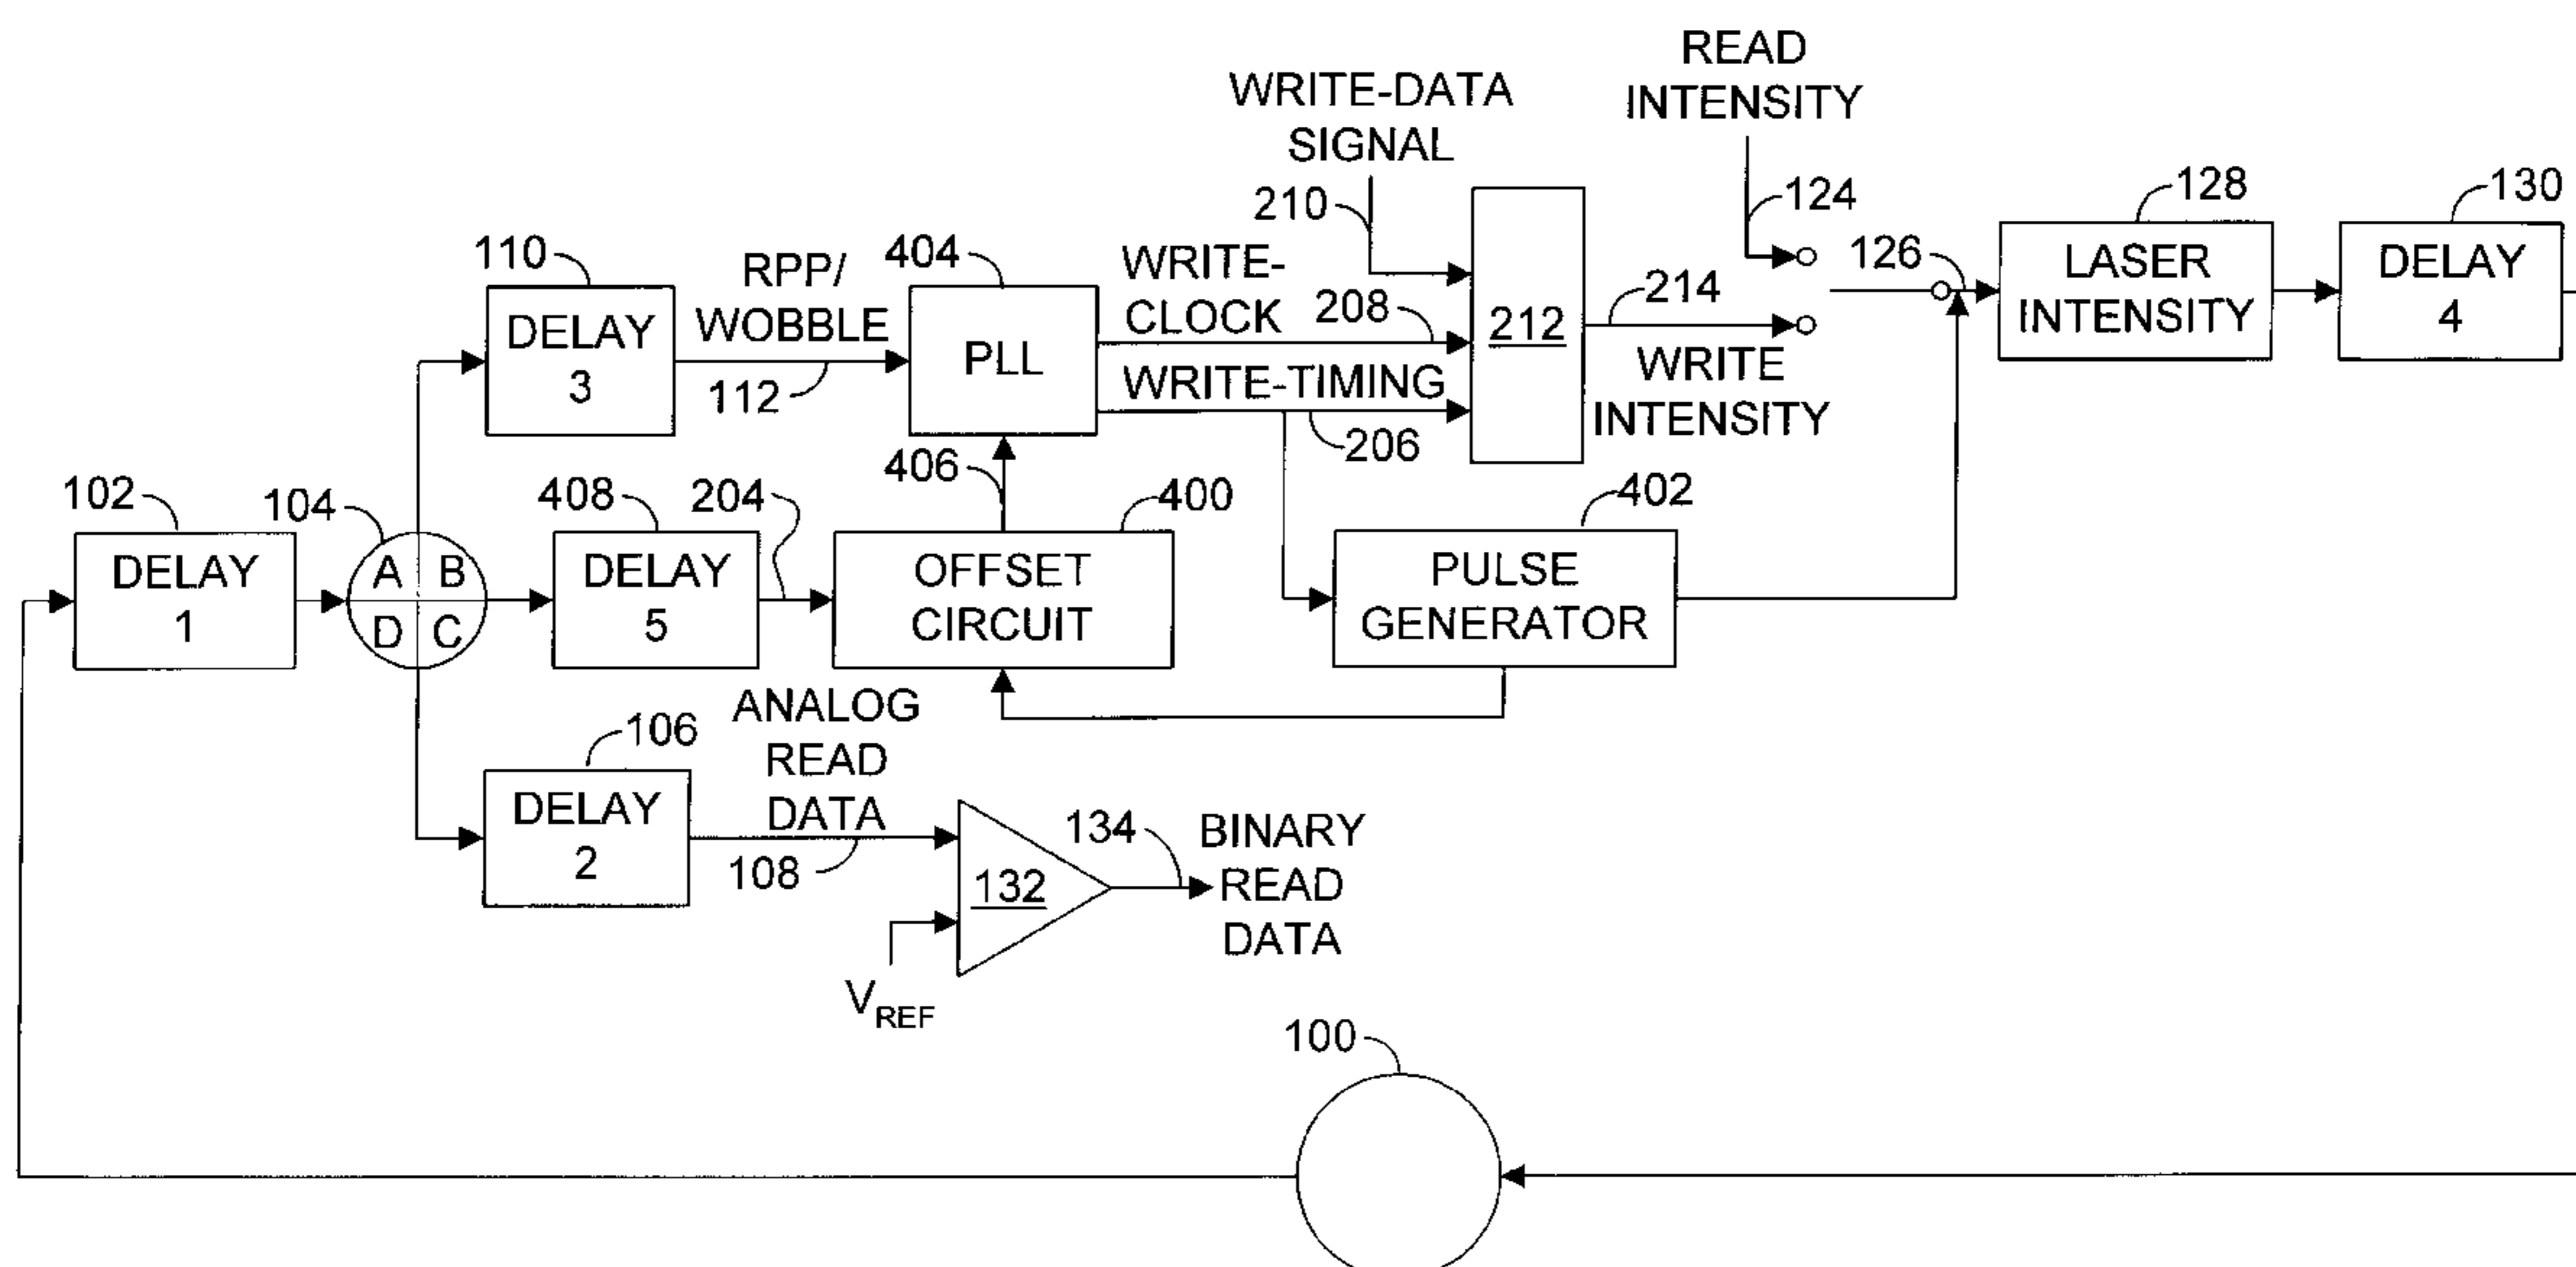 READ
INTENSITY
WRITE-DATA
SIGNAL
210
124
128
130
110
RPP/
WOBBLE
404
WRITE-
CLOCK
208
212
214
126
LASER
INTENSITY
DELAY
4
DELAY
3
112
PLL
WRITE-TIMING
206
WRITE
INTENSITY
406
102
104
408
204
400
402
DELAY
1
A B
D C
DELAY
5
OFFSET
CIRCUIT
PULSE
GENERATOR
106
ANALOG
READ
DATA
DELAY
2
108
132
134
BINARY
READ
DATA
VREF
100